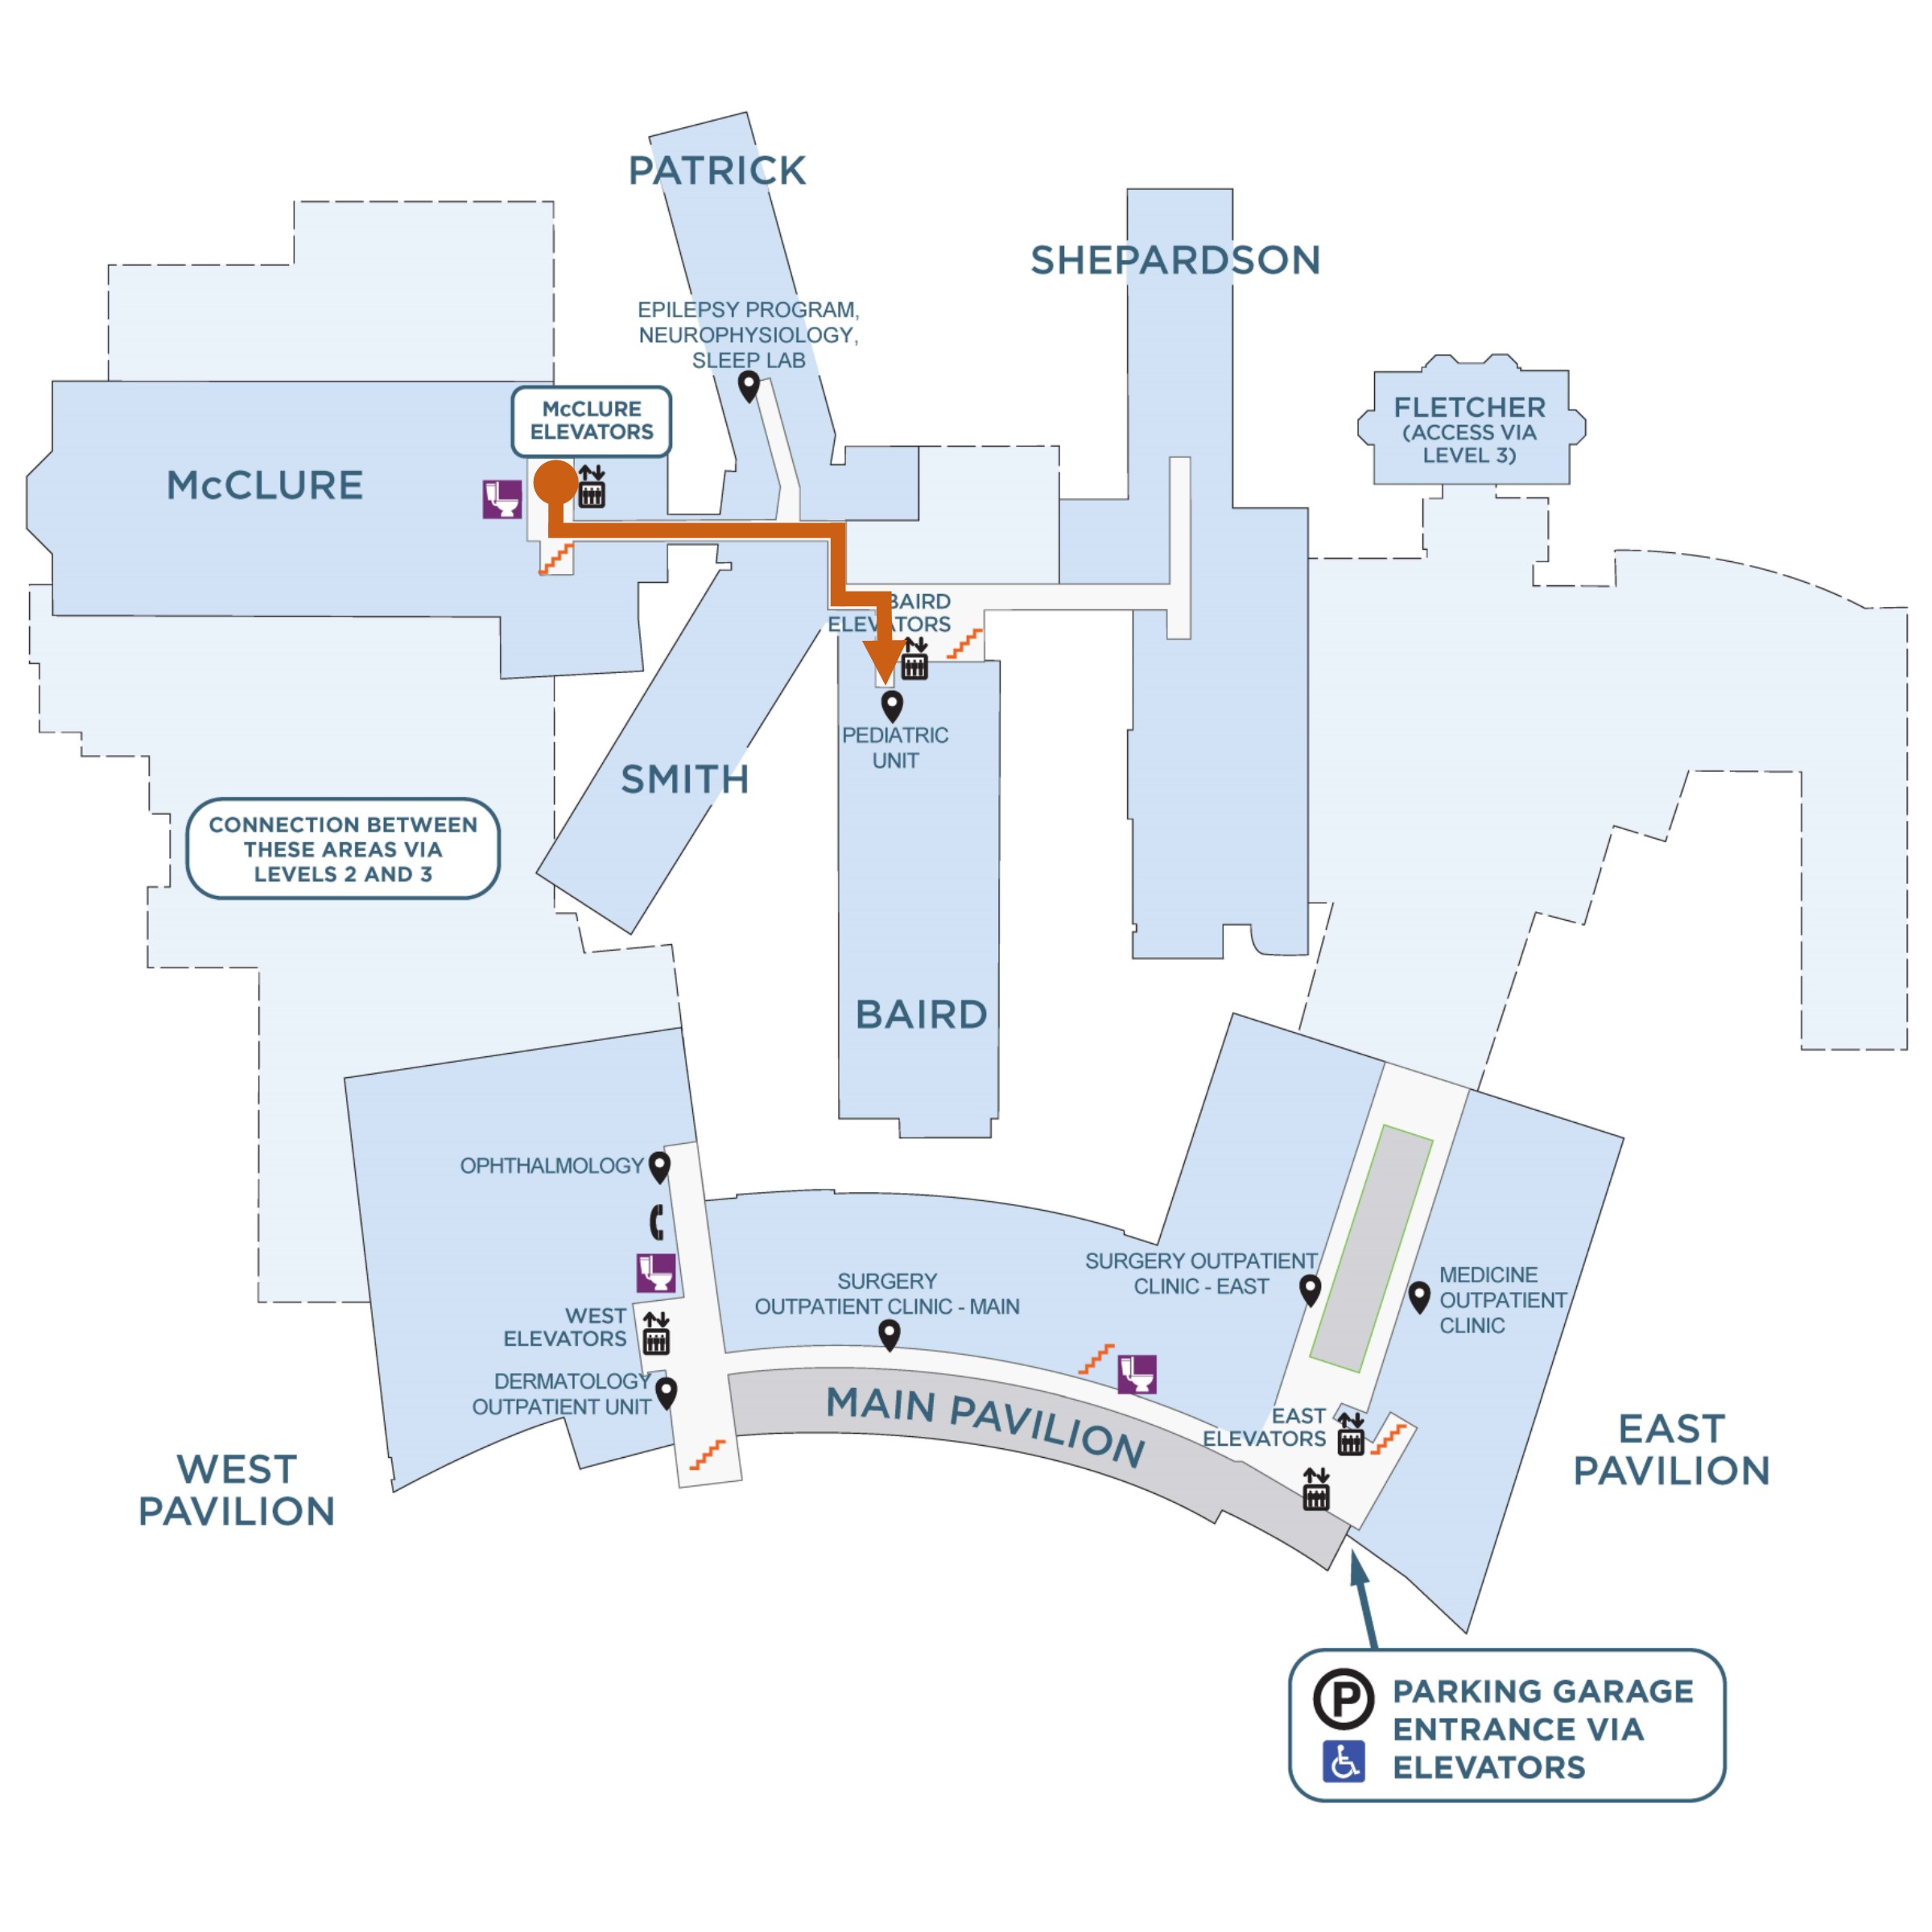 PATRICK
SHEPARDSON
EPILEPSY PROGRAM,
NEUROPHYSIOLOGY,
SLEEP LAB
McCLURE
ELEVATORS
FLETCHER
(ACCESS VIA
LEVEL 3)
McCLURE
BAIRD
ELEVATORS
PEDIATRIC
UNIT
SMITH
CONNECTION BETWEEN
THESE AREAS VIA
LEVELS 2 AND 3
BAIRD
OPHTHALMOLOGY
SURGERY
OUTPATIENT CLINIC - MAIN
SURGERY OUTPATIENT
CLINIC - EAST
MEDICINE
OUTPATIENT
CLINIC
WEST
ELEVATORS
DERMATOLOGY
OUTPATIENT UNIT
MAIN PAVILION
EAST
ELEVATORS
WEST
PAVILION
EAST
PAVILION
P
PARKING GARAGE
ENTRANCE VIA
ELEVATORS